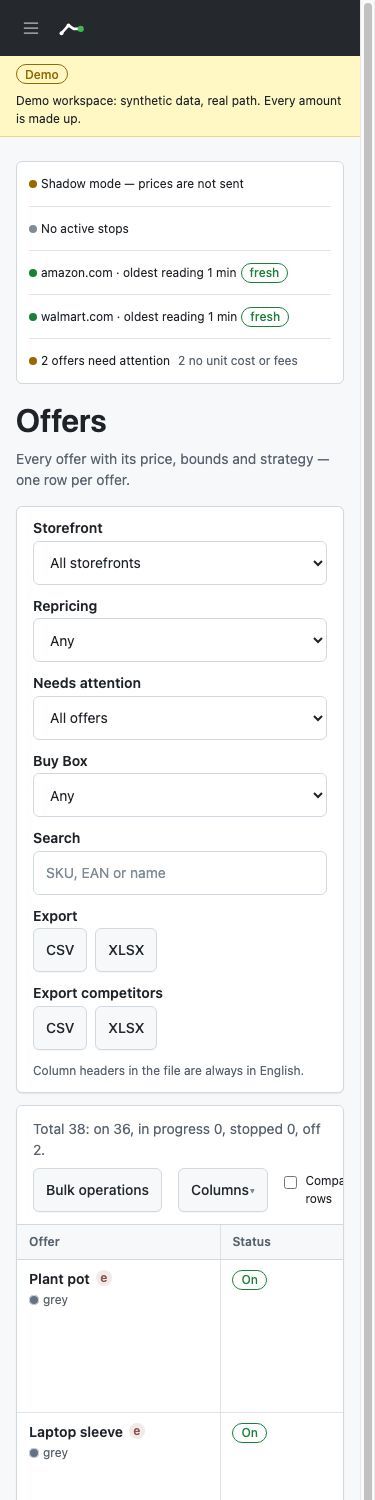 Demo
Demo workspace: synthetic data, real path. Every amount
is made up.
Shadow mode — prices are not sent
No active stops
amazon.com · oldest reading 1 min fresh
walmart.com · oldest reading 1 min fresh
2 offers need attention 2 no unit cost or fees
Offers
Every offer with its price, bounds and strategy —
one row per offer.
Storefront
All storefronts
Repricing
Any
Needs attention
All offers
Buy Box
Any
Search
SKU, EAN or name
Export
CSV XLSX
Export competitors
CSV XLSX
Column headers in the file are always in English.
Total 38: on 36, in progress 0, stopped 0, off
2.
Bulk operations Columns▾ Compa
rows
Offer Status
Plant pot e On
grey
Laptop sleeve e On
grey